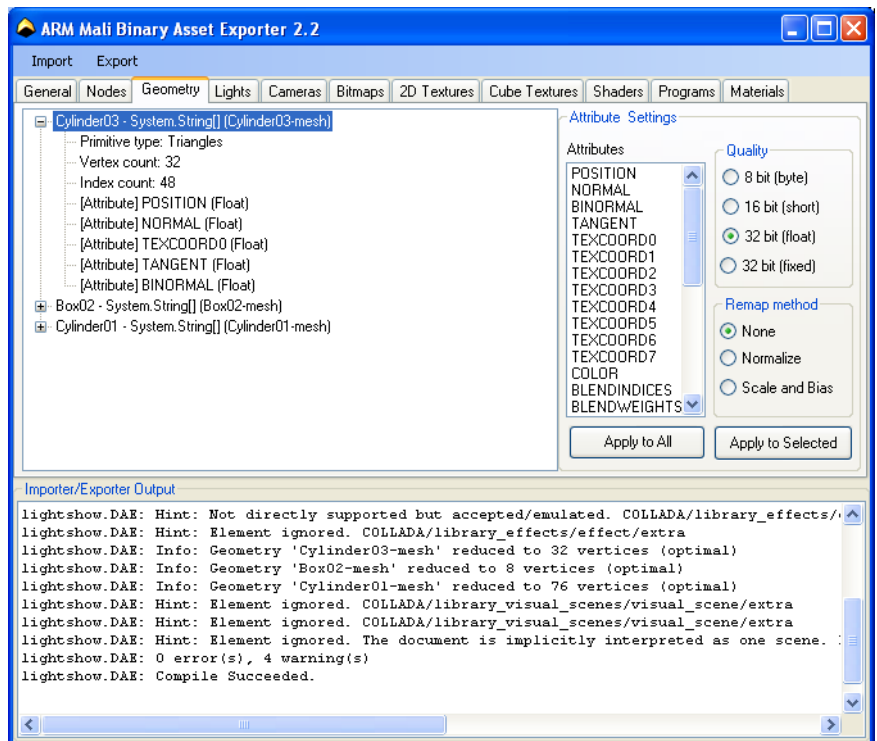 ARM Mali Binary Asset Exporter 2.2
Import Export
General Nodes Geometry Lights Cameras Bitmaps 2D Textures Cube Textures Shaders Programs Materials
Cylinder03 - System.String[] (Cylinder03-mesh)
Primitive type: Triangles
Vertex count: 32
Index count: 48
[Attribute] POSITION (Float)
[Attribute] NORMAL (Float)
[Attribute] TEXCOORD0 (Float)
[Attribute] TANGENT (Float)
[Attribute] BINORMAL (Float)
Box02 - System.String[] (Box02-mesh)
Cylinder01 - System.String[] (Cylinder01-mesh)
Attribute Settings
Attributes
POSITION
NORMAL
BINORMAL
TANGENT
TEXCOORD0
TEXCOORD1
TEXCOORD2
TEXCOORD3
TEXCOORD4
TEXCOORD5
TEXCOORD6
TEXCOORD7
COLOR
BLENDINDICES
BLENDWEIGHTS
Quality
8 bit (byte)
16 bit (short)
32 bit (float)
32 bit (fixed)
Remap method
None
Normalize
Scale and Bias
Apply to All
Apply to Selected
Importer/Exporter Output
lightshow.DAE: Hint: Not directly supported but accepted/emulated. COLLADA/library_effects/
lightshow.DAE: Hint: Element ignored. COLLADA/library_effects/effect/extra
lightshow.DAE: Info: Geometry 'Cylinder03-mesh' reduced to 32 vertices (optimal)
lightshow.DAE: Info: Geometry 'Box02-mesh' reduced to 8 vertices (optimal)
lightshow.DAE: Info: Geometry 'Cylinder01-mesh' reduced to 76 vertices (optimal)
lightshow.DAE: Hint: Element ignored. COLLADA/library_visual_scenes/visual_scene/extra
lightshow.DAE: Hint: Element ignored. COLLADA/library_visual_scenes/visual_scene/extra
lightshow.DAE: Hint: Element ignored. The document is implicitly interpreted as one scene.
lightshow.DAE: 0 error(s), 4 warning(s)
lightshow.DAE: Compile Succeeded.